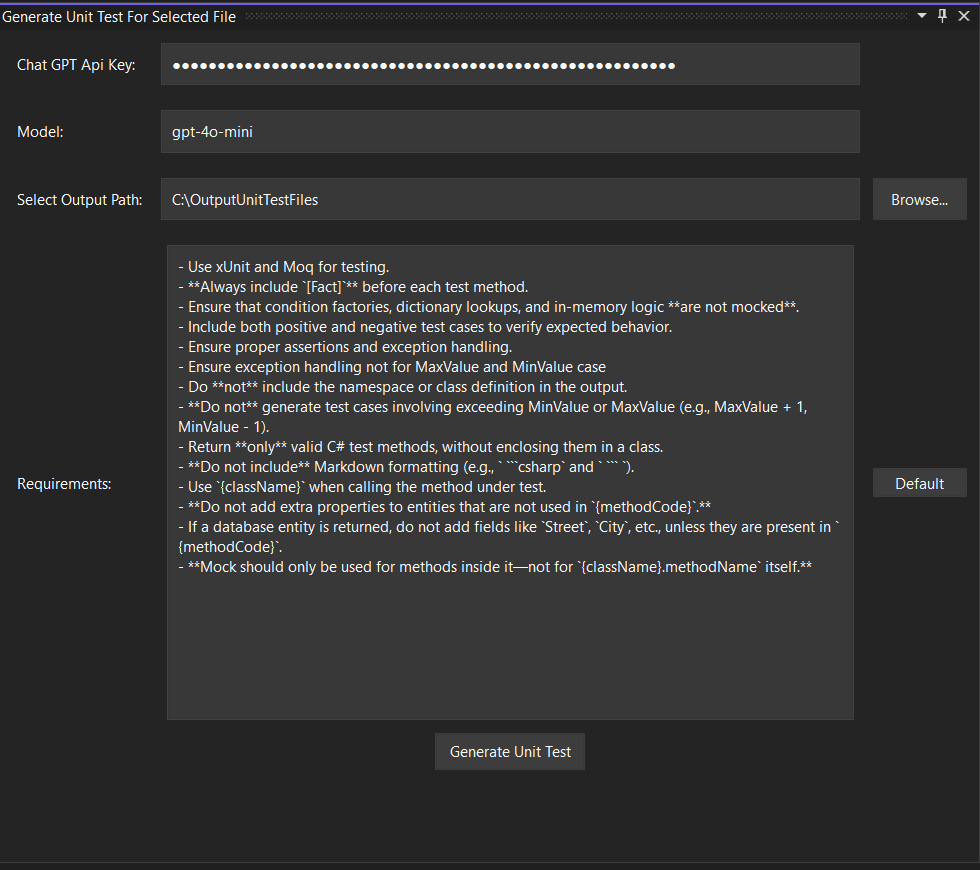 Generate Unit Test For Selected File
Chat GPT Api Key:
●●●●●●●●●●●●●●●●●●●●●●●●●●●●●●●●●●●●●●●●●●●●●●●●●●●●●●●●
Model:
gpt-4o-mini
Select Output Path:
C:\OutputUnitTestFiles
Browse...
Requirements:
- Use xUnit and Moq for testing.
- **Always include `[Fact]`** before each test method.
- Ensure that condition factories, dictionary lookups, and in-memory logic **are not mocked**.
- Include both positive and negative test cases to verify expected behavior.
- Ensure proper assertions and exception handling.
- Ensure exception handling not for MaxValue and MinValue case
- Do **not** include the namespace or class definition in the output.
- **Do not** generate test cases involving exceeding MinValue or MaxValue (e.g., MaxValue + 1,
MinValue - 1).
- Return **only** valid C# test methods, without enclosing them in a class.
- **Do not include** Markdown formatting (e.g., ` ```csharp` and ` ``` `).
- Use `{className}` when calling the method under test.
- **Do not add extra properties to entities that are not used in `{methodCode}`.**
- If a database entity is returned, do not add fields like `Street`, `City`, etc., unless they are present in `
{methodCode}`.
- **Mock should only be used for methods inside it—not for `{className}.methodName` itself.**
Default
Generate Unit Test